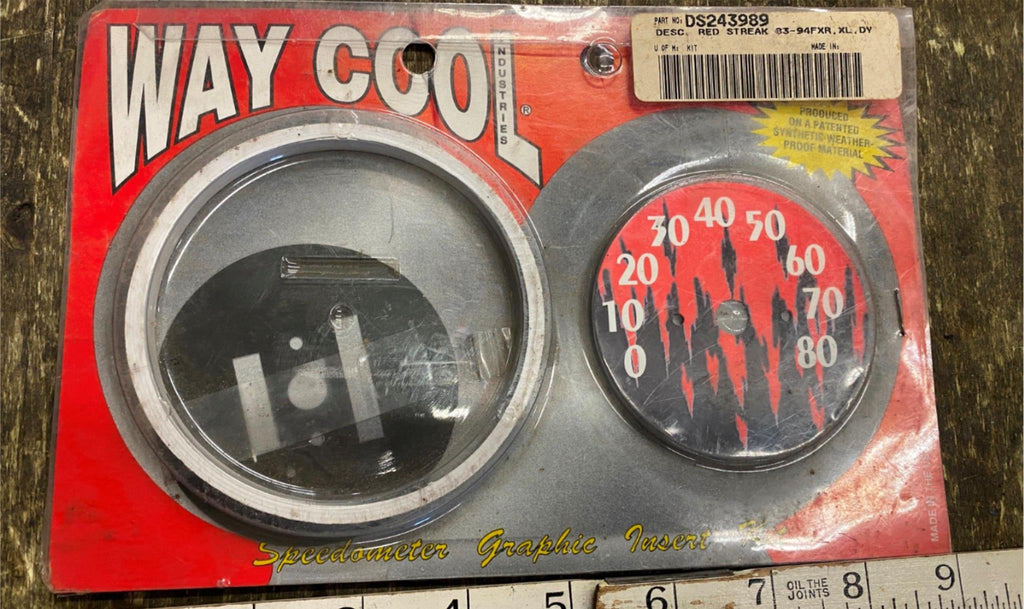 WAY COOL
INDUSTRIES
®
PART NO: DS243989
DESC. RED STREAK 83-94FXR,XL,DY
U OF M: KIT MADE IN:
PRODUCED
ON A PATENTED
SYNTHETIC WEATHER-
PROOF MATERIAL
0
10
20
30
40
50
60
70
80
Speedometer Graphic Insert
MADE IN THE
4 5 6 7 OIL THE JOINTS 8 9